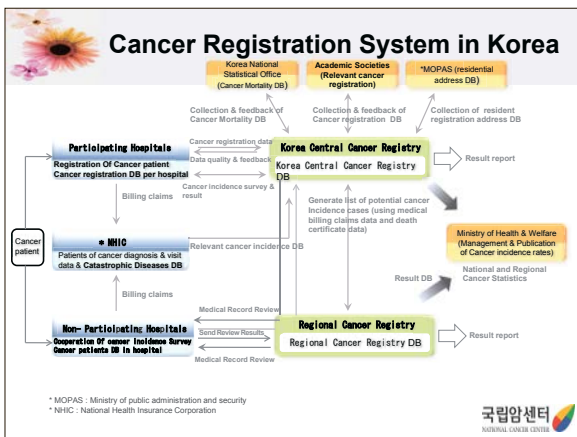 Cancer Registration System in Korea
Korea National
Statistical Office
(Cancer Mortality DB)
Academic Societies
(Relevant cancer
registration)
*MOPAS (residential
address DB)
Collection & feedback of
Cancer Mortality DB
Collection & feedback of
Cancer registration DB
Collection of resident
registration address DB
Participating Hospitals
Registration Of Cancer patient
Cancer registration DB per hospital
Cancer registration data
Data quality & feedback
Cancer incidence survey &
result
Korea Central Cancer Registry
Korea Central Cancer Registry
DB
Result report
Billing claims
Generate list of potential cancer
Incidence cases (using medical
billing claims data and death
certificate data)
Ministry of Health & Welfare
(Management & Publication
of Cancer incidence rates)
Cancer
patient
* NHIC
Patients of cancer diagnosis & visit
data & Catastrophic Diseases DB
Relevant cancer incidence DB
National and Regional
Cancer Statistics
Result DB
Billing claims
Medical Record Review
Non- Participating Hospitals
Cooperation Of cancer Incidence Survey
Cancer patients DB in hospital
Send Review Results
Medical Record Review
Regional Cancer Registry
Regional Cancer Registry DB
Result report
* MOPAS : Ministry of public administration and security
* NHIC : National Health Insurance Corporation
국립암센터
NATIONAL CANCER CENTER